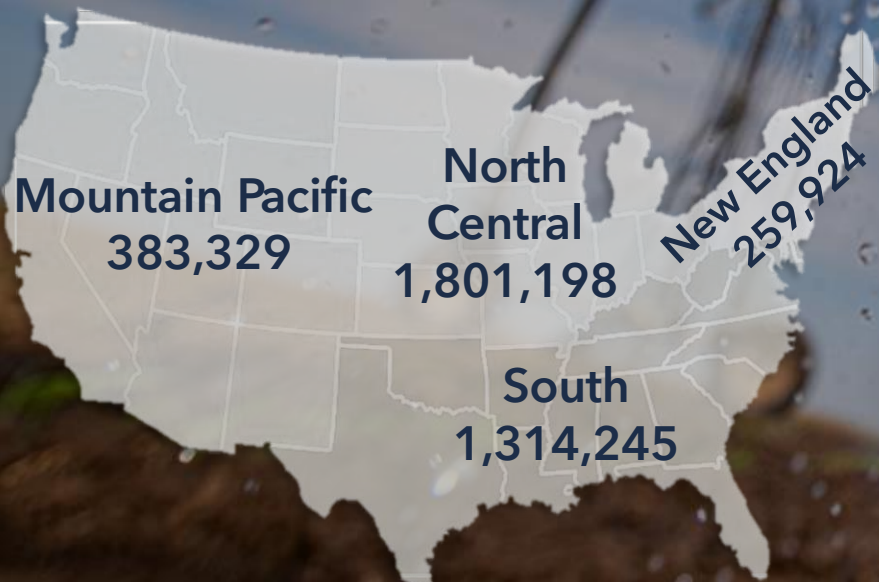 Mountain Pacific
383,329
North
Central
1,801,198
New England
259,924
South
1,314,245